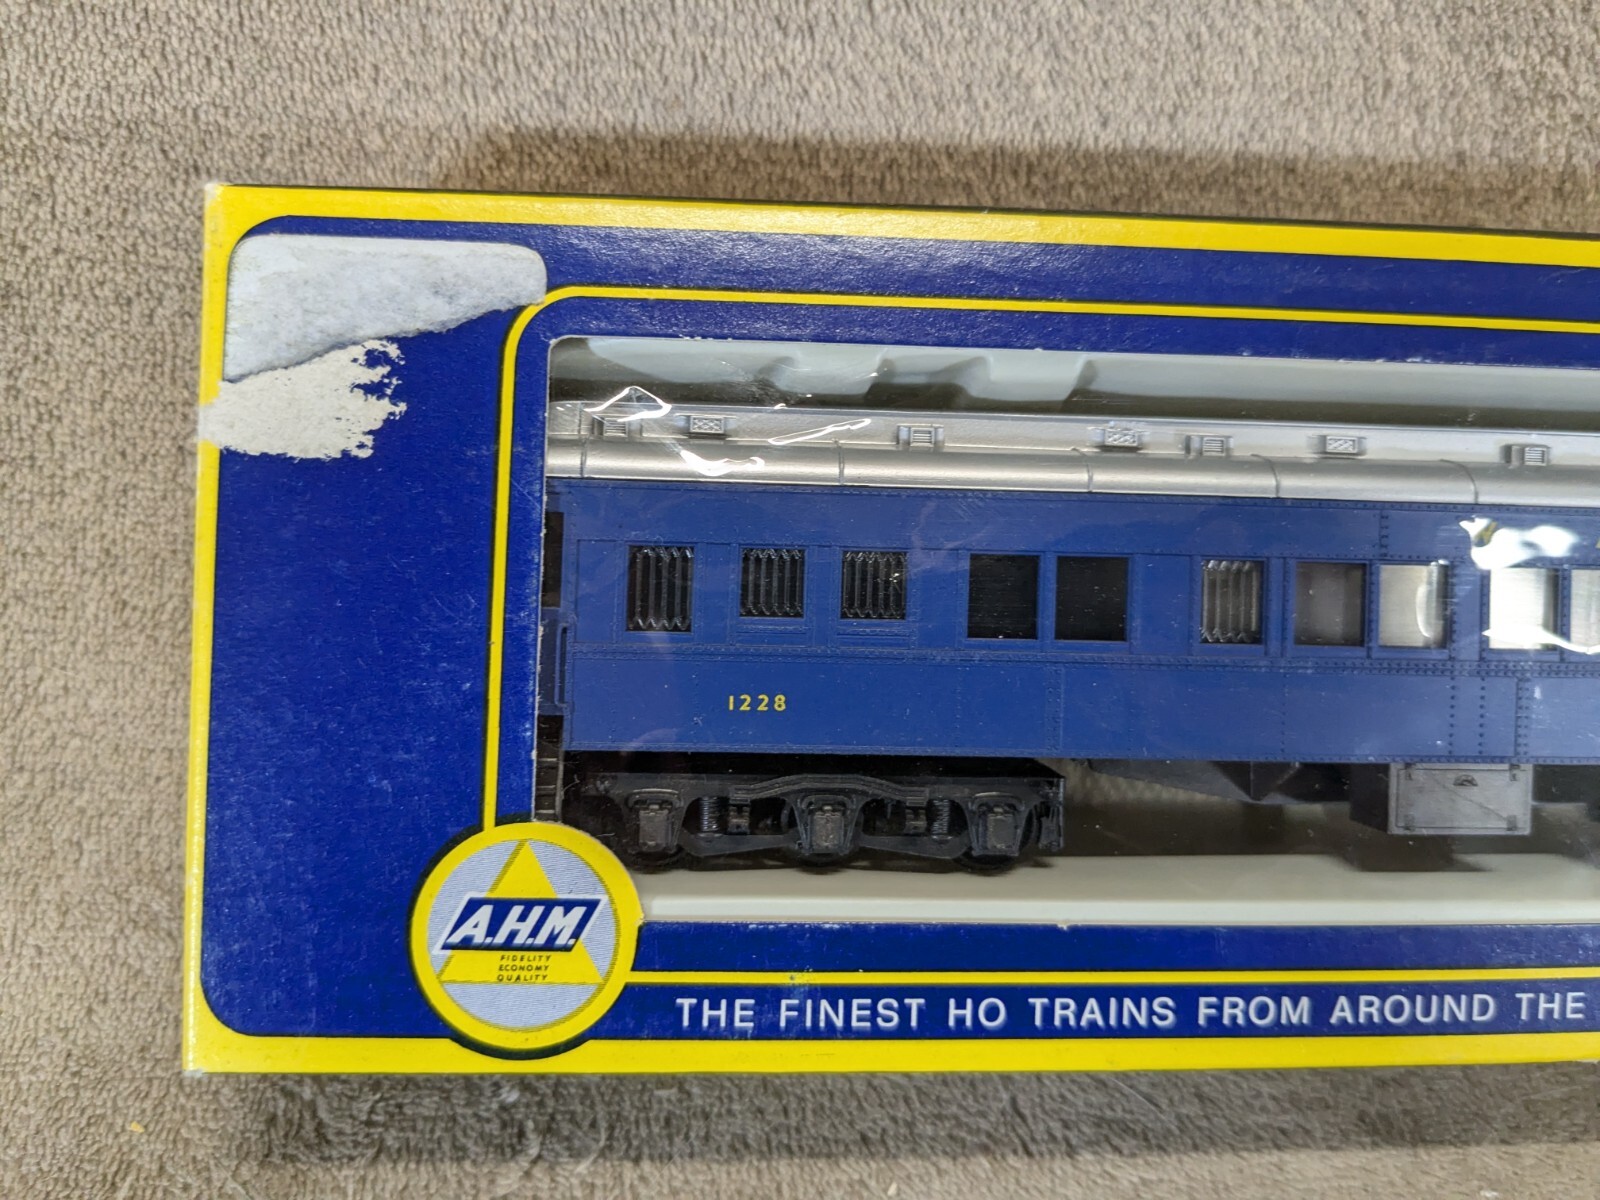 1228
A.H.M.
FIDELITY
ECONOMY
QUALITY
THE FINEST HO TRAINS FROM AROUND THE